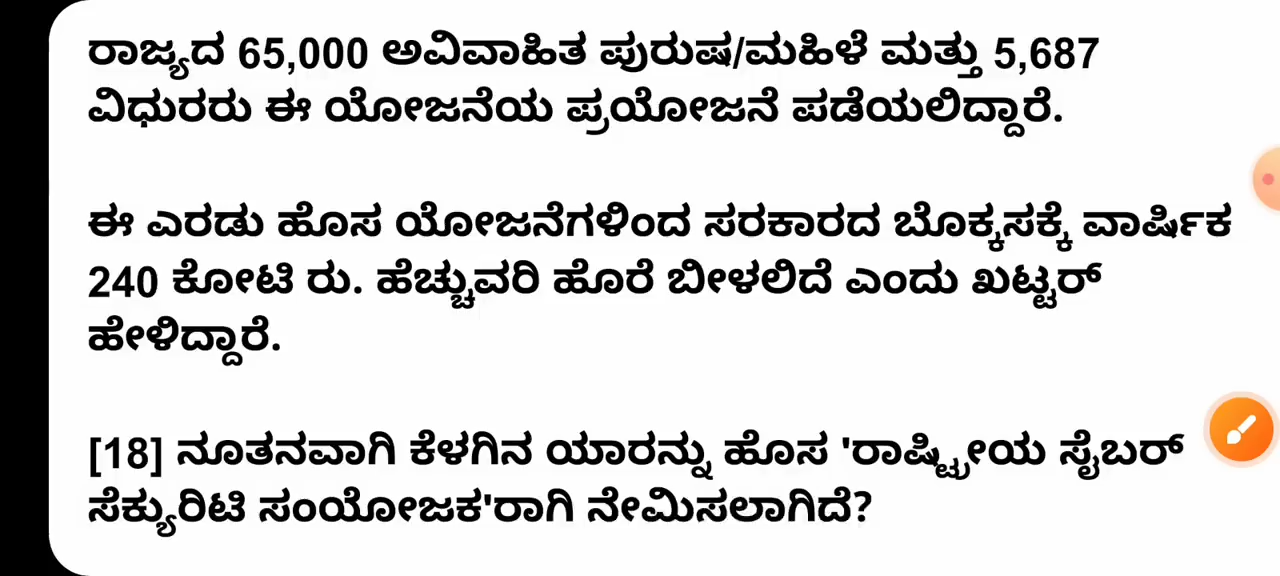 ರಾಜ್ಯದ 65,000 ಅವಿವಾಹಿತ ಪುರುಷ/ಮಹಿಳೆ ಮತ್ತು 5,687
ವಿಧುರರು ಈ ಯೋಜನೆಯ ಪ್ರಯೋಜನೆ ಪಡೆಯಲಿದ್ದಾರೆ.
ಈ ಎರಡು ಹೊಸ ಯೋಜನೆಗಳಿಂದ ಸರಕಾರದ ಬೊಕ್ಕಸಕ್ಕೆ ವಾರ್ಷಿಕ
240 ಕೋಟಿ ರು. ಹೆಚ್ಚುವರಿ ಹೊರೆ ಬೀಳಲಿದೆ ಎಂದು ಖಟ್ಟರ್
ಹೇಳಿದ್ದಾರೆ.
[18] ನೂತನವಾಗಿ ಕೆಳಗಿನ ಯಾರನ್ನು ಹೊಸ 'ರಾಷ್ಟ್ರೀಯ ಸೈಬರ್
ಸೆಕ್ಯುರಿಟಿ ಸಂಯೋಜಕ'ರಾಗಿ ನೇಮಿಸಲಾಗಿದೆ?